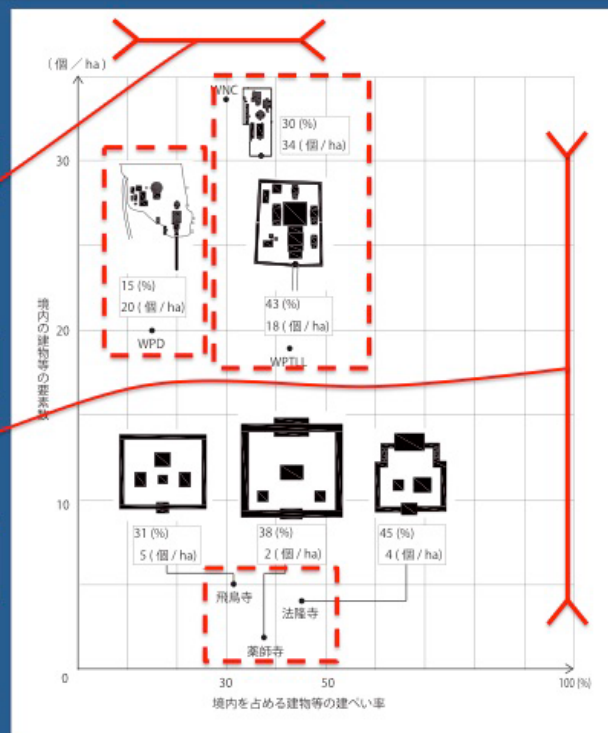 (個／ha)
WNC
30 (%)
34 (個/ha)
30
15 (%)
20 (個/ha)
43 (%)
18 (個/ha)
境内の建物等の要素数
20
WPD
WPTLL
10
31 (%)
5 (個/ha)
38 (%)
2 (個/ha)
45 (%)
4 (個/ha)
飛鳥寺
法隆寺
薬師寺
0
30
50
100 (%)
境内を占める建物等の建ぺい率